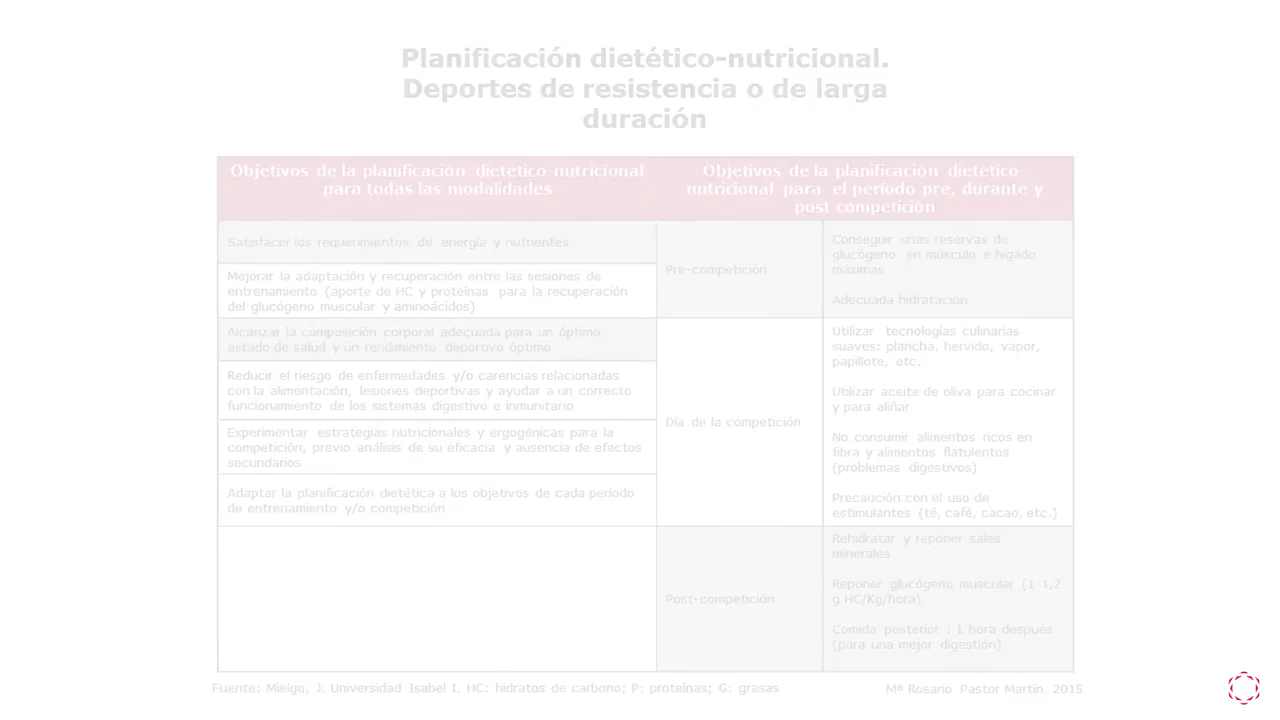 Planificación dietético-nutricional.
Deportes de resistencia o de larga
duración
Objetivos de la planificación dietético-nutricional
para todas las modalidades
Objetivos de la planificación dietético-
nutricional para el período pre, durante y
post competición
Satisfacer los requerimientos de energía y nutrientes
Mejorar la adaptación y recuperación entre las sesiones de
entrenamiento (aporte de HC y proteínas para la recuperación
del glucógeno muscular y aminoácidos)
Alcanzar la composición corporal adecuada para un óptimo
estado de salud y un rendimiento deportivo óptimo
Reducir el riesgo de enfermedades y/o carencias relacionadas
con la alimentación, lesiones deportivas y ayudar a un correcto
funcionamiento de los sistemas digestivo e inmunitario
Experimentar estrategias nutricionales y ergogénicas para la
competición, previo análisis de su eficacia y ausencia de efectos
secundarios
Adaptar la planificación dietética a los objetivos de cada período
de entrenamiento y/o competición
Pre-competición
Conseguir unas reservas de
glucógeno en músculo e hígado
máximas
Adecuada hidratación
Día de la competición
Utilizar tecnologías culinarias
suaves: plancha, hervido, vapor,
papillote, etc.
Utilizar aceite de oliva para cocinar
y para aliñar
No consumir alimentos ricos en
fibra y alimentos flatulentos
(problemas digestivos)
Precaución con el uso de
estimulantes (té, café, cacao, etc.)
Post-competición
Rehidratar y reponer sales
minerales
Reponer glucógeno muscular (1-1,2
g HC/Kg/hora)
Comida posterior : 1 hora después
(para una mejor digestión)
Fuente: Mielgo, J. Universidad Isabel I. HC: hidratos de carbono; P: proteínas; G: grasas
Mª Rosario Pastor Martín. 2015